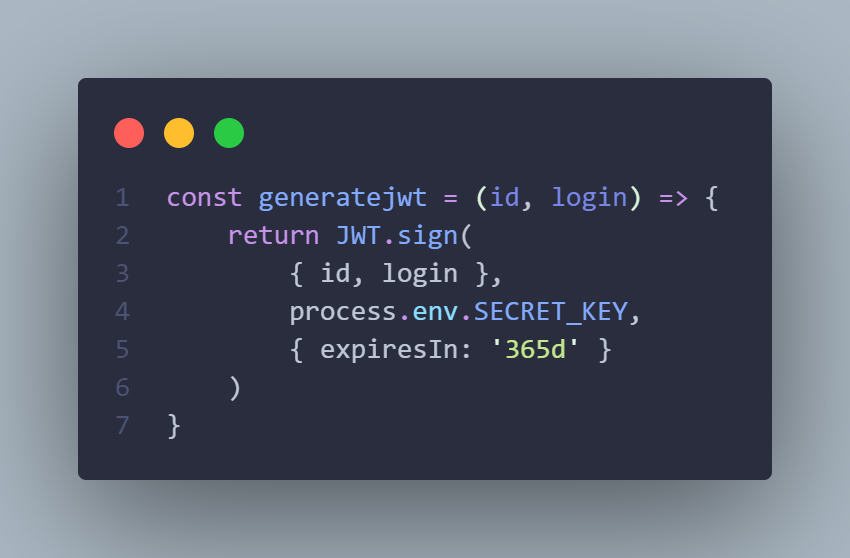 1 const generatejwt = (id, login) => {
2     return JWT.sign(
3         { id, login },
4         process.env.SECRET_KEY,
5         { expiresIn: '365d' }
6     )
7 }